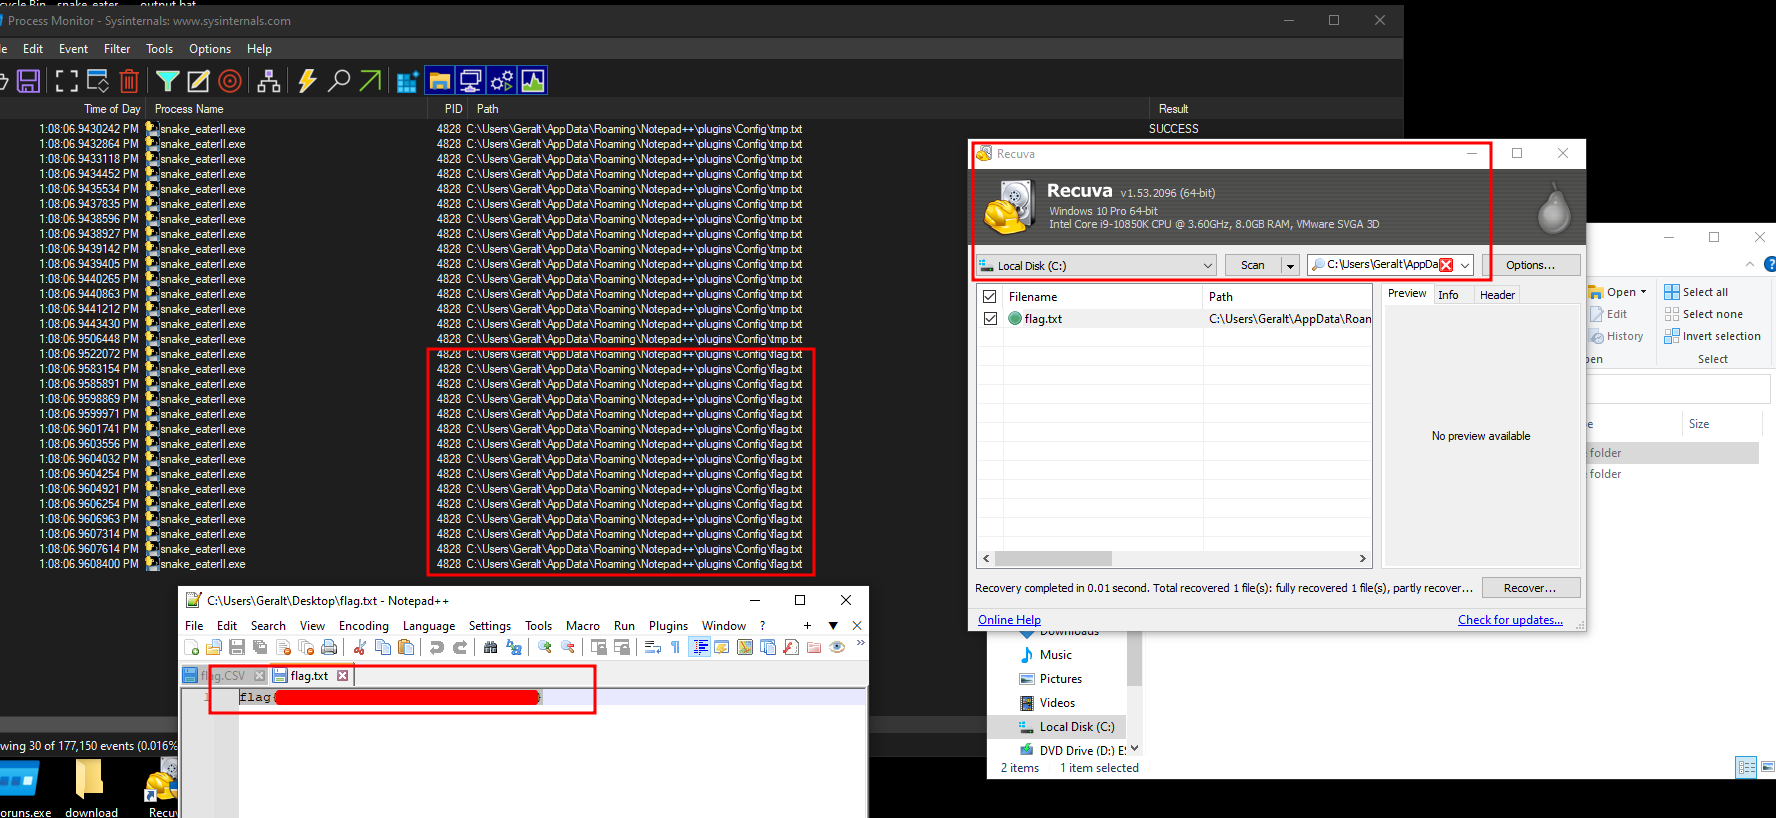 cycle Bin snake_eater output.bat
Process Monitor - Sysinternals: www.sysinternals.com
le Edit Event Filter Tools Options Help
Time of Day Process Name PID Path Result
1:08:06.9430242 PM snake_eaterII.exe 4828 C:\Users\Geralt\AppData\Roaming\Notepad++\plugins\Config\tmp.txt SUCCESS
1:08:06.9432864 PM snake_eaterII.exe 4828 C:\Users\Geralt\AppData\Roaming\Notepad++\plugins\Config\tmp.txt
1:08:06.9433118 PM snake_eaterII.exe 4828 C:\Users\Geralt\AppData\Roaming\Notepad++\plugins\Config\tmp.txt
1:08:06.9434452 PM snake_eaterII.exe 4828 C:\Users\Geralt\AppData\Roaming\Notepad++\plugins\Config\tmp.txt
1:08:06.9435534 PM snake_eaterII.exe 4828 C:\Users\Geralt\AppData\Roaming\Notepad++\plugins\Config\tmp.txt
1:08:06.9437835 PM snake_eaterII.exe 4828 C:\Users\Geralt\AppData\Roaming\Notepad++\plugins\Config\tmp.txt
1:08:06.9438596 PM snake_eaterII.exe 4828 C:\Users\Geralt\AppData\Roaming\Notepad++\plugins\Config\tmp.txt
1:08:06.9438927 PM snake_eaterII.exe 4828 C:\Users\Geralt\AppData\Roaming\Notepad++\plugins\Config\tmp.txt
1:08:06.9439142 PM snake_eaterII.exe 4828 C:\Users\Geralt\AppData\Roaming\Notepad++\plugins\Config\tmp.txt
1:08:06.9439405 PM snake_eaterII.exe 4828 C:\Users\Geralt\AppData\Roaming\Notepad++\plugins\Config\tmp.txt
1:08:06.9440265 PM snake_eaterII.exe 4828 C:\Users\Geralt\AppData\Roaming\Notepad++\plugins\Config\tmp.txt
1:08:06.9440863 PM snake_eaterII.exe 4828 C:\Users\Geralt\AppData\Roaming\Notepad++\plugins\Config\tmp.txt
1:08:06.9441212 PM snake_eaterII.exe 4828 C:\Users\Geralt\AppData\Roaming\Notepad++\plugins\Config\tmp.txt
1:08:06.9443430 PM snake_eaterII.exe 4828 C:\Users\Geralt\AppData\Roaming\Notepad++\plugins\Config\tmp.txt
1:08:06.9506448 PM snake_eaterII.exe 4828 C:\Users\Geralt\AppData\Roaming\Notepad++\plugins\Config\tmp.txt
1:08:06.9522072 PM snake_eaterII.exe 4828 C:\Users\Geralt\AppData\Roaming\Notepad++\plugins\Config\flag.txt
1:08:06.9583154 PM snake_eaterII.exe 4828 C:\Users\Geralt\AppData\Roaming\Notepad++\plugins\Config\flag.txt
1:08:06.9585891 PM snake_eaterII.exe 4828 C:\Users\Geralt\AppData\Roaming\Notepad++\plugins\Config\flag.txt
1:08:06.9598869 PM snake_eaterII.exe 4828 C:\Users\Geralt\AppData\Roaming\Notepad++\plugins\Config\flag.txt
1:08:06.9599971 PM snake_eaterII.exe 4828 C:\Users\Geralt\AppData\Roaming\Notepad++\plugins\Config\flag.txt
1:08:06.9601741 PM snake_eaterII.exe 4828 C:\Users\Geralt\AppData\Roaming\Notepad++\plugins\Config\flag.txt
1:08:06.9603556 PM snake_eaterII.exe 4828 C:\Users\Geralt\AppData\Roaming\Notepad++\plugins\Config\flag.txt
1:08:06.9604032 PM snake_eaterII.exe 4828 C:\Users\Geralt\AppData\Roaming\Notepad++\plugins\Config\flag.txt
1:08:06.9604254 PM snake_eaterII.exe 4828 C:\Users\Geralt\AppData\Roaming\Notepad++\plugins\Config\flag.txt
1:08:06.9604921 PM snake_eaterII.exe 4828 C:\Users\Geralt\AppData\Roaming\Notepad++\plugins\Config\flag.txt
1:08:06.9606254 PM snake_eaterII.exe 4828 C:\Users\Geralt\AppData\Roaming\Notepad++\plugins\Config\flag.txt
1:08:06.9606963 PM snake_eaterII.exe 4828 C:\Users\Geralt\AppData\Roaming\Notepad++\plugins\Config\flag.txt
1:08:06.9607314 PM snake_eaterII.exe 4828 C:\Users\Geralt\AppData\Roaming\Notepad++\plugins\Config\flag.txt
1:08:06.9607614 PM snake_eaterII.exe 4828 C:\Users\Geralt\AppData\Roaming\Notepad++\plugins\Config\flag.txt
1:08:06.9608400 PM snake_eaterII.exe 4828 C:\Users\Geralt\AppData\Roaming\Notepad++\plugins\Config\flag.txt
wing 30 of 177,150 events (0.016%
oruns.exe download Recuv
C:\Users\Geralt\Desktop\flag.txt - Notepad++
File Edit Search View Encoding Language Settings Tools Macro Run Plugins Window ?
flag.CSV flag.txt
1 flag
Recuva
Recuva v1.53.2096 (64-bit)
Windows 10 Pro 64-bit
Intel Core i9-10850K CPU @ 3.60GHz, 8.0GB RAM, VMware SVGA 3D
Local Disk (C:) Scan C:\Users\Geralt\AppDa Options...
Filename Path Preview Info Header
flag.txt C:\Users\Geralt\AppData\Roan
No preview available
Recovery completed in 0.01 second. Total recovered 1 file(s): fully recovered 1 file(s), partly recover... Recover...
Online Help Check for updates...
Open Select all
Edit Select none
History Invert selection
pen Select
e Size
folder
folder
Downloads
Music
Pictures
Videos
Local Disk (C:)
DVD Drive (D:) E
2 items 1 item selected